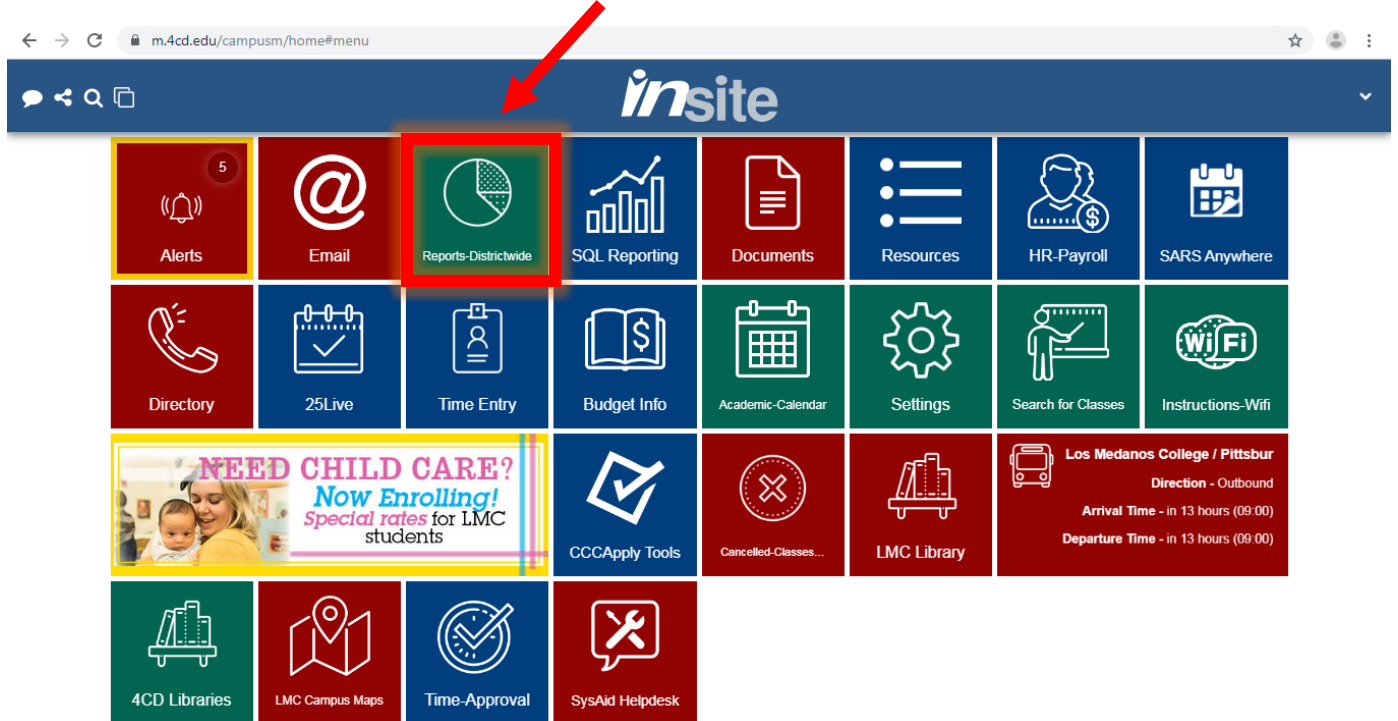 m.4cd.edu/campusm/home#menu
insite
5
Alerts
@
Email
Reports-Districtwide
SQL Reporting
Documents
Resources
$
HR-Payroll
SARS Anywhere
Directory
25Live
Time Entry
$
Budget Info
Academic-Calendar
Settings
Search for Classes
WiFi
Instructions-Wifi
NEED CHILD CARE?
Now Enrolling!
Special rates for LMC
students
CCCApply Tools
Cancelled-Classes...
LMC Library
Los Medanos College / Pittsbur
Direction - Outbound
Arrival Time - in 13 hours (09:00)
Departure Time - in 13 hours (09:00)
4CD Libraries
LMC Campus Maps
Time-Approval
SysAid Helpdesk